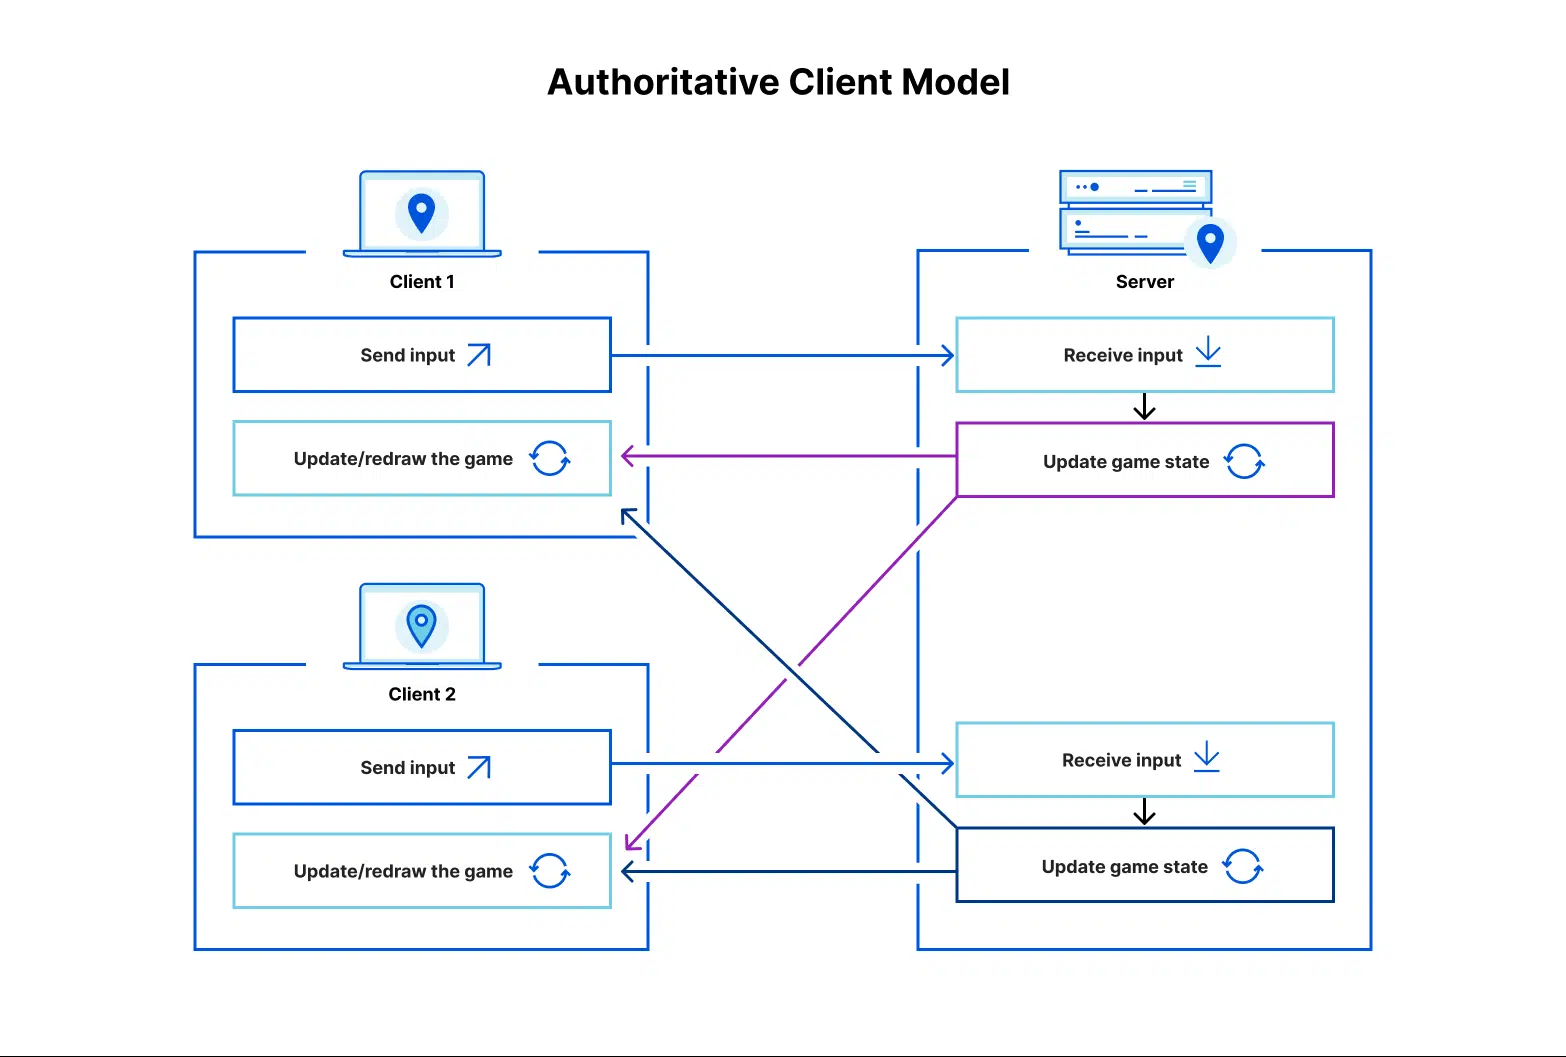 Authoritative Client Model
Client 1
Send input
Update/redraw the game
Client 2
Send input
Update/redraw the game
Server
Receive input
Update game state
Receive input
Update game state